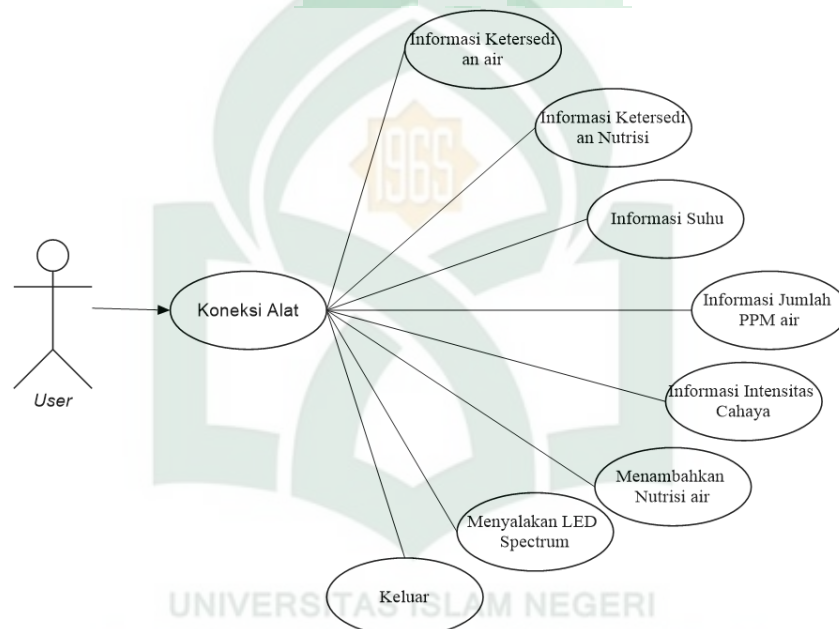 Informasi Ketersedi
an air
1965
Informasi Ketersedi
an Nutrisi
Informasi Suhu
Koneksi Alat
Informasi Jumlah
PPM air
User
Informasi Intensitas
Cahaya
Menambahkan
Nutrisi air
Menyalakan LED
Spectrum
Keluar
UNIVERSITAS ISLAM NEGERI